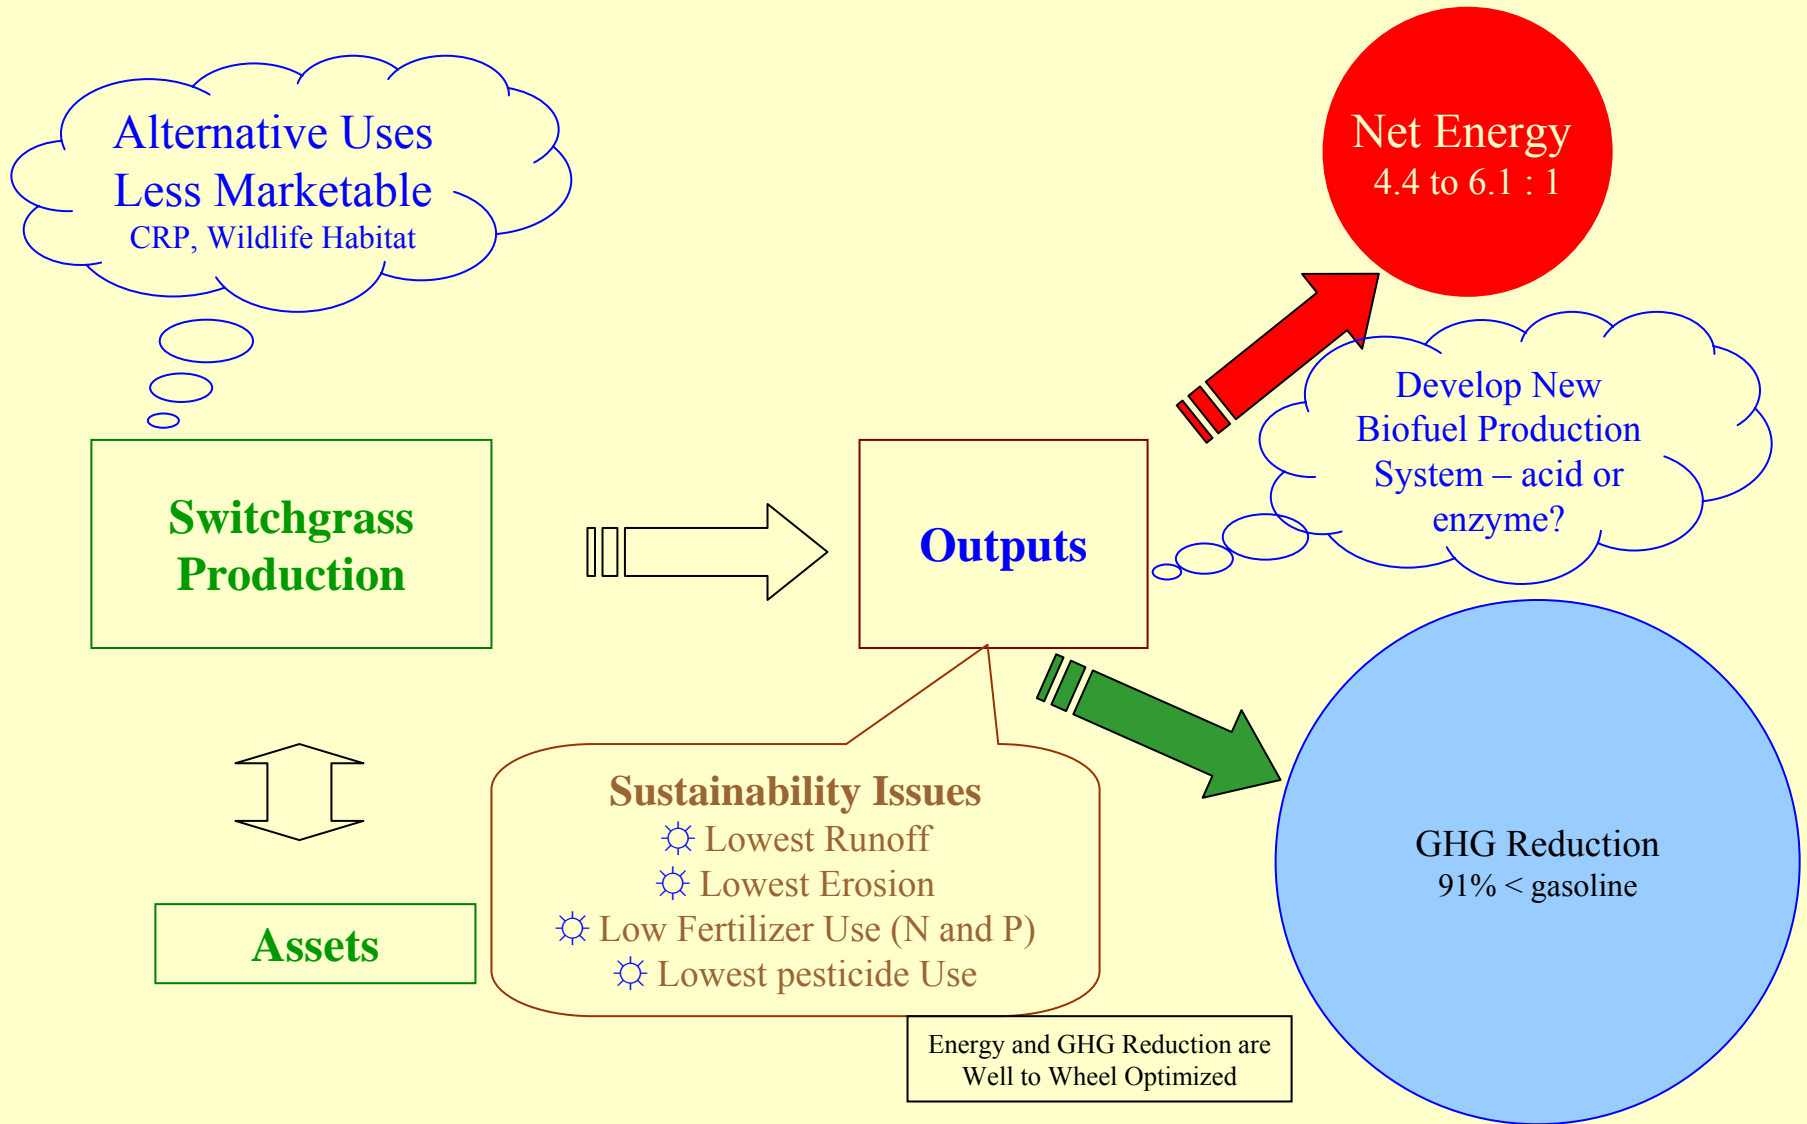 Alternative Uses
Less Marketable
CRP, Wildlife Habitat
Net Energy
4.4 to 6.1 : 1
Develop New
Biofuel Production
System – acid or
enzyme?
Switchgrass
Production
Outputs
Sustainability Issues
☼ Lowest Runoff
☼ Lowest Erosion
☼ Low Fertilizer Use (N and P)
☼ Lowest pesticide Use
GHG Reduction
91% < gasoline
Assets
Energy and GHG Reduction are
Well to Wheel Optimized